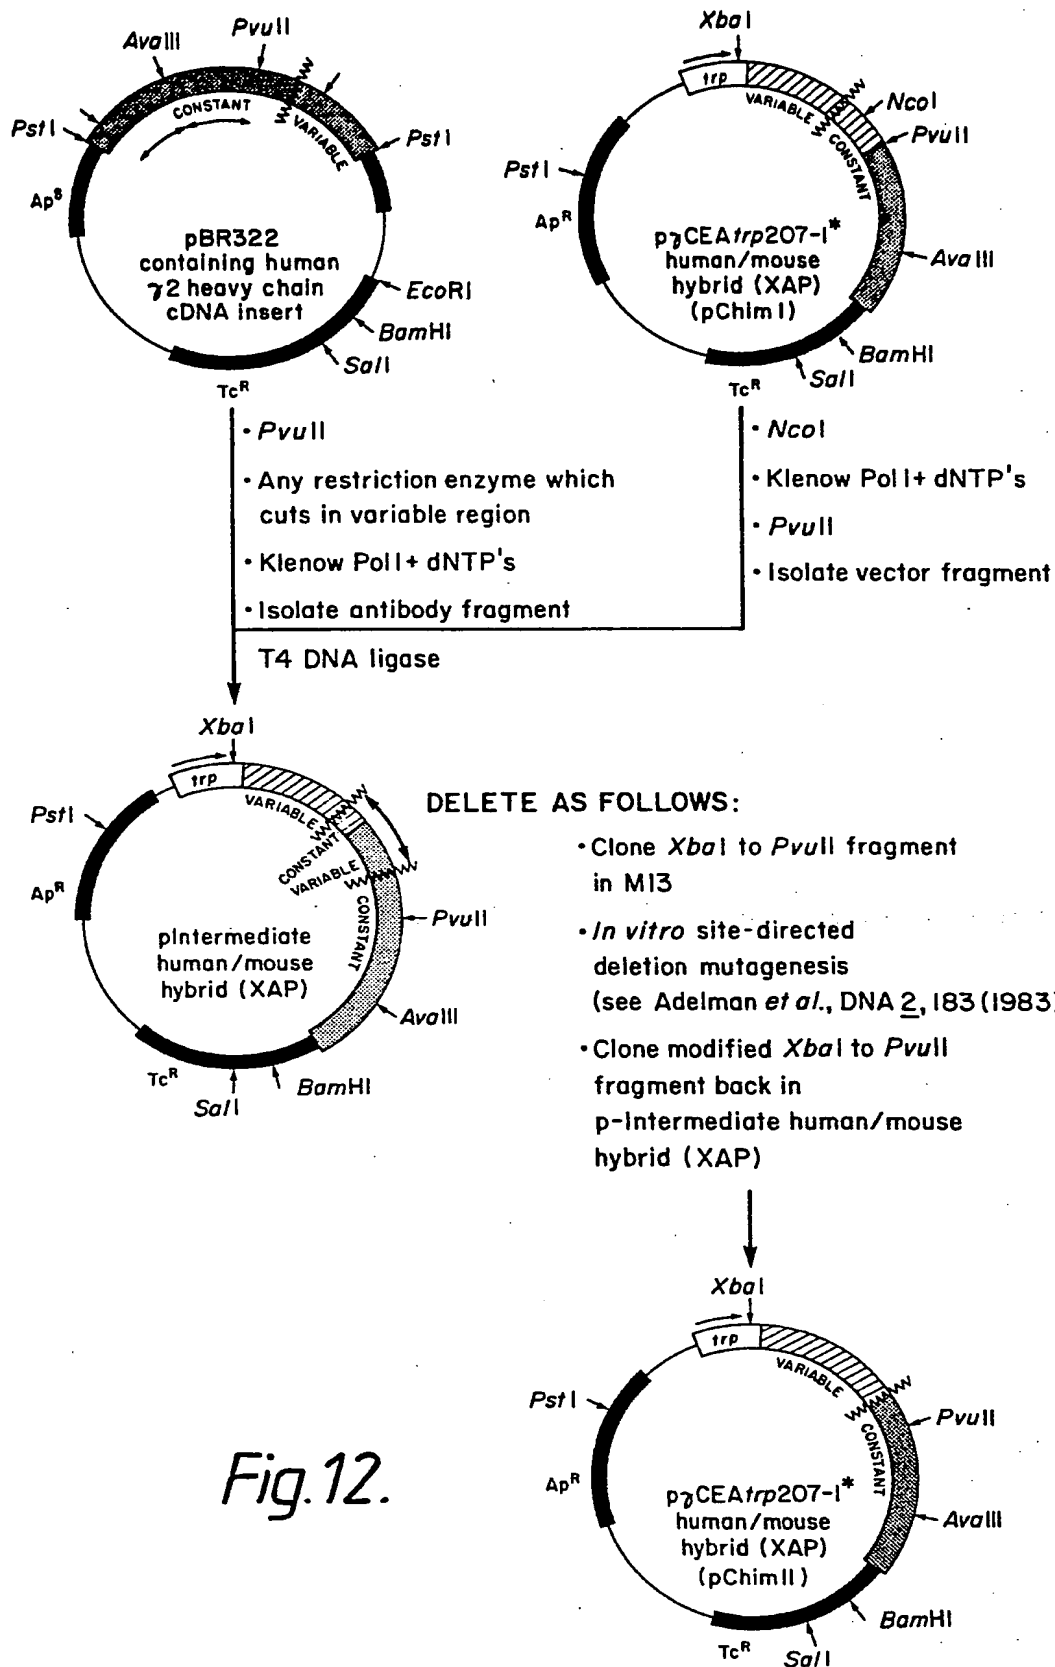 PvuII
AvaIII
PstI
CONSTANT
VARIABLE
PstI
Ap^S
pBR322
containing human
γ2 heavy chain
cDNA insert
EcoRI
BamHI
SalI
Tc^R
XbaI
trp
VARIABLE
CONSTANT
NcoI
PvuII
PstI
Ap^R
pγCEAtrp207-1*
human/mouse
hybrid (XAP)
(pChimI)
AvaIII
BamHI
SalI
Tc^R
• PvuII
• Any restriction enzyme which
cuts in variable region
• Klenow PolI+ dNTP's
• Isolate antibody fragment
• NcoI
• Klenow PolI+ dNTP's
• PvuII
• Isolate vector fragment
T4 DNA ligase
XbaI
trp
VARIABLE
CONSTANT
VARIABLE
CONSTANT
PstI
Ap^R
PvuII
pIntermediate
human/mouse
hybrid (XAP)
AvaIII
BamHI
SalI
Tc^R
DELETE AS FOLLOWS:
• Clone XbaI to PvuII fragment
in M13
• In vitro site-directed
deletion mutagenesis
(see Adelman et al., DNA 2, 183 (1983)
• Clone modified XbaI to PvuII
fragment back in
p-Intermediate human/mouse
hybrid (XAP)
XbaI
trp
VARIABLE
CONSTANT
PstI
PvuII
Ap^R
pγCEAtrp207-1*
human/mouse
hybrid (XAP)
(pChimII)
AvaIII
BamHI
SalI
Tc^R
Fig.12.